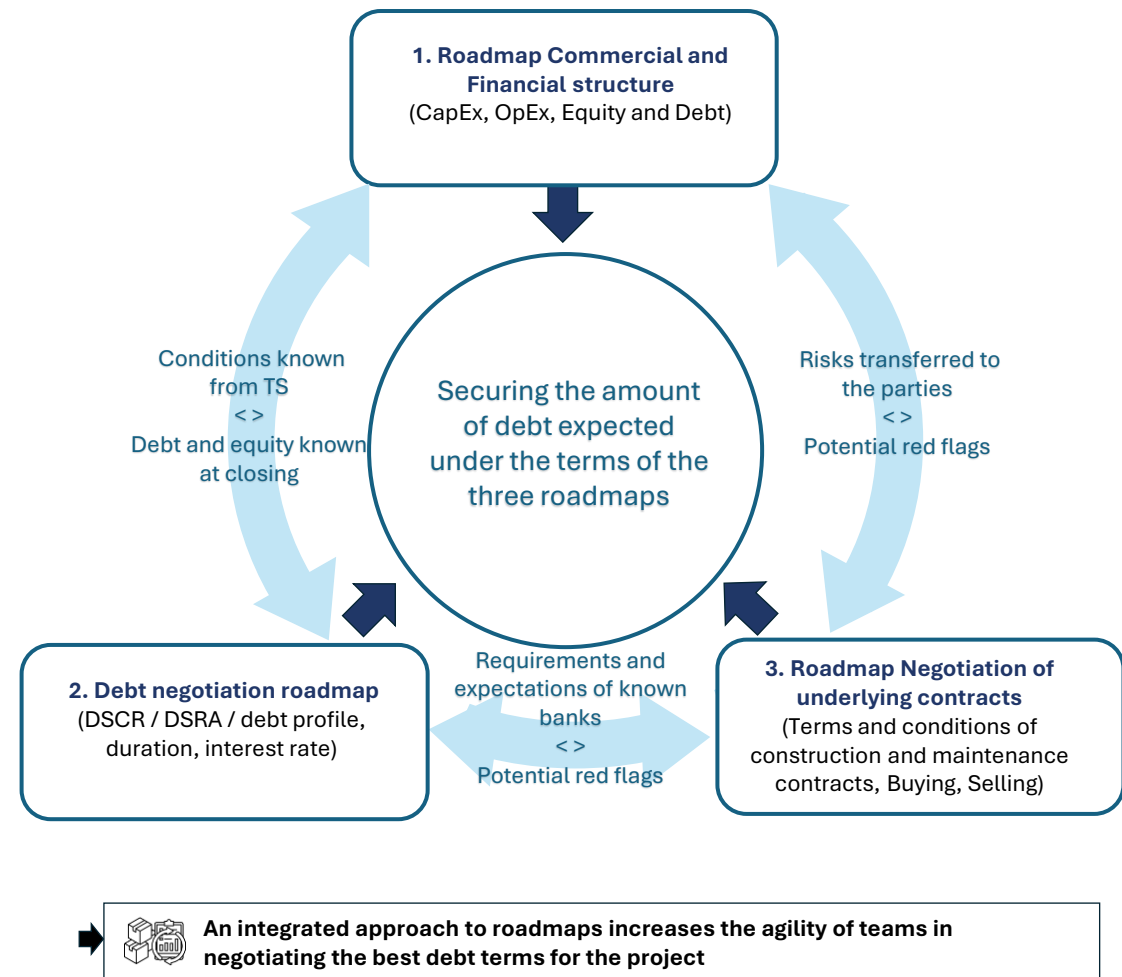 1. Roadmap Commercial and
Financial structure
(CapEx, OpEx, Equity and Debt)
Conditions known
from TS
< >
Debt and equity known
at closing
Securing the amount
of debt expected
under the terms of the
three roadmaps
Risks transferred to
the parties
< >
Potential red flags
2. Debt negotiation roadmap
(DSCR / DSRA / debt profile,
duration, interest rate)
Requirements and
expectations of known
banks
< >
Potential red flags
3. Roadmap Negotiation of
underlying contracts
(Terms and conditions of
construction and maintenance
contracts, Buying, Selling)
An integrated approach to roadmaps increases the agility of teams in
negotiating the best debt terms for the project